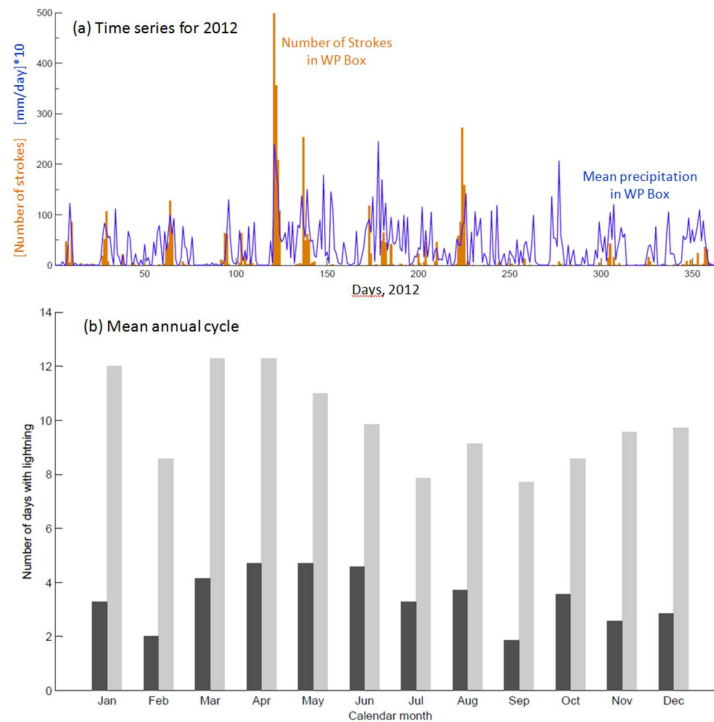 (a) Time series for 2012
Number of Strokes
in WP Box
Mean precipitation
in WP Box
[Number of strokes] [mm/day]*10
500
400
300
200
100
0
50
100
150
200
250
300
350
Days, 2012
(b) Mean annual cycle
Number of days with lightning
14
12
10
8
6
4
2
0
Jan Feb Mar Apr May Jun Jul Aug Sep Oct Nov Dec
Calendar month